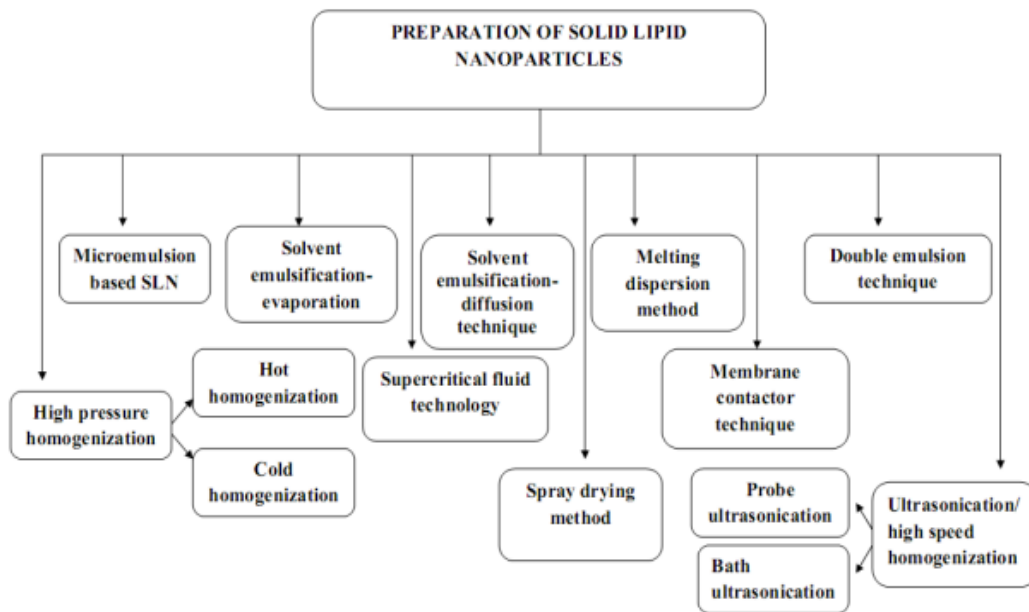 PREPARATION OF SOLID LIPID
NANOPARTICLES
Microemulsion
based SLN
Solvent
emulsification-
evaporation
Solvent
emulsification-
diffusion
technique
Melting
dispersion
method
Double emulsion
technique
High pressure
homogenization
Hot
homogenization
Cold
homogenization
Supercritical fluid
technology
Spray drying
method
Membrane
contactor
technique
Probe
ultrasonication
Bath
ultrasonication
Ultrasonication/
high speed
homogenization